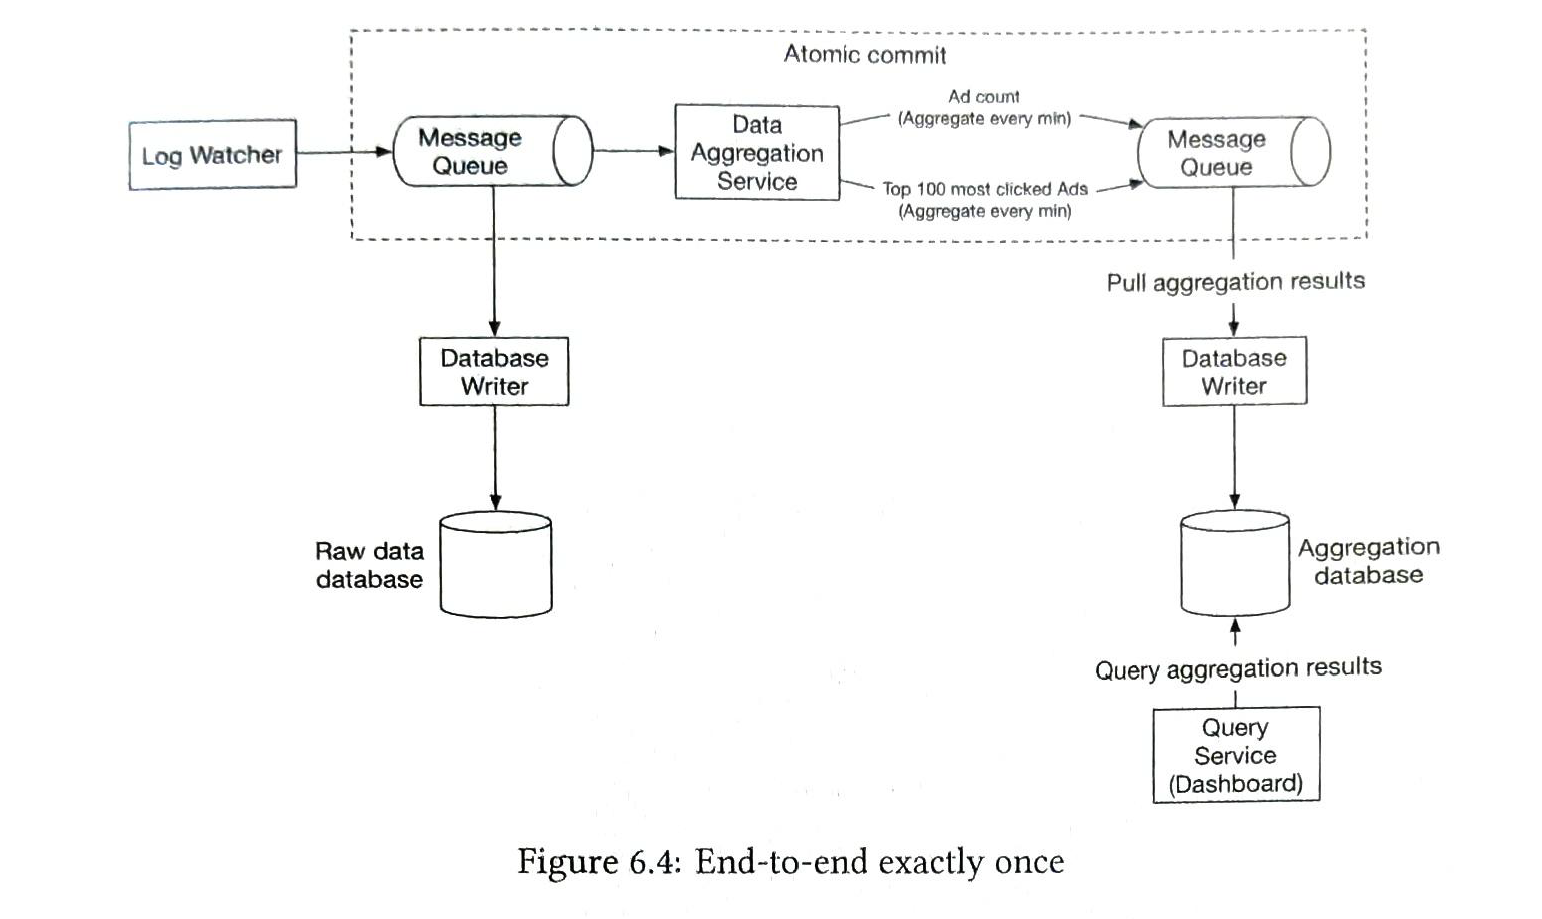 Atomic commit
Log Watcher
Message
Queue
Data
Aggregation
Service
Ad count
(Aggregate every min)
Top 100 most clicked Ads
(Aggregate every min)
Message
Queue
Pull aggregation results
Database
Writer
Database
Writer
Raw data
database
Aggregation
database
Query aggregation results
Query
Service
(Dashboard)
Figure 6.4: End-to-end exactly once